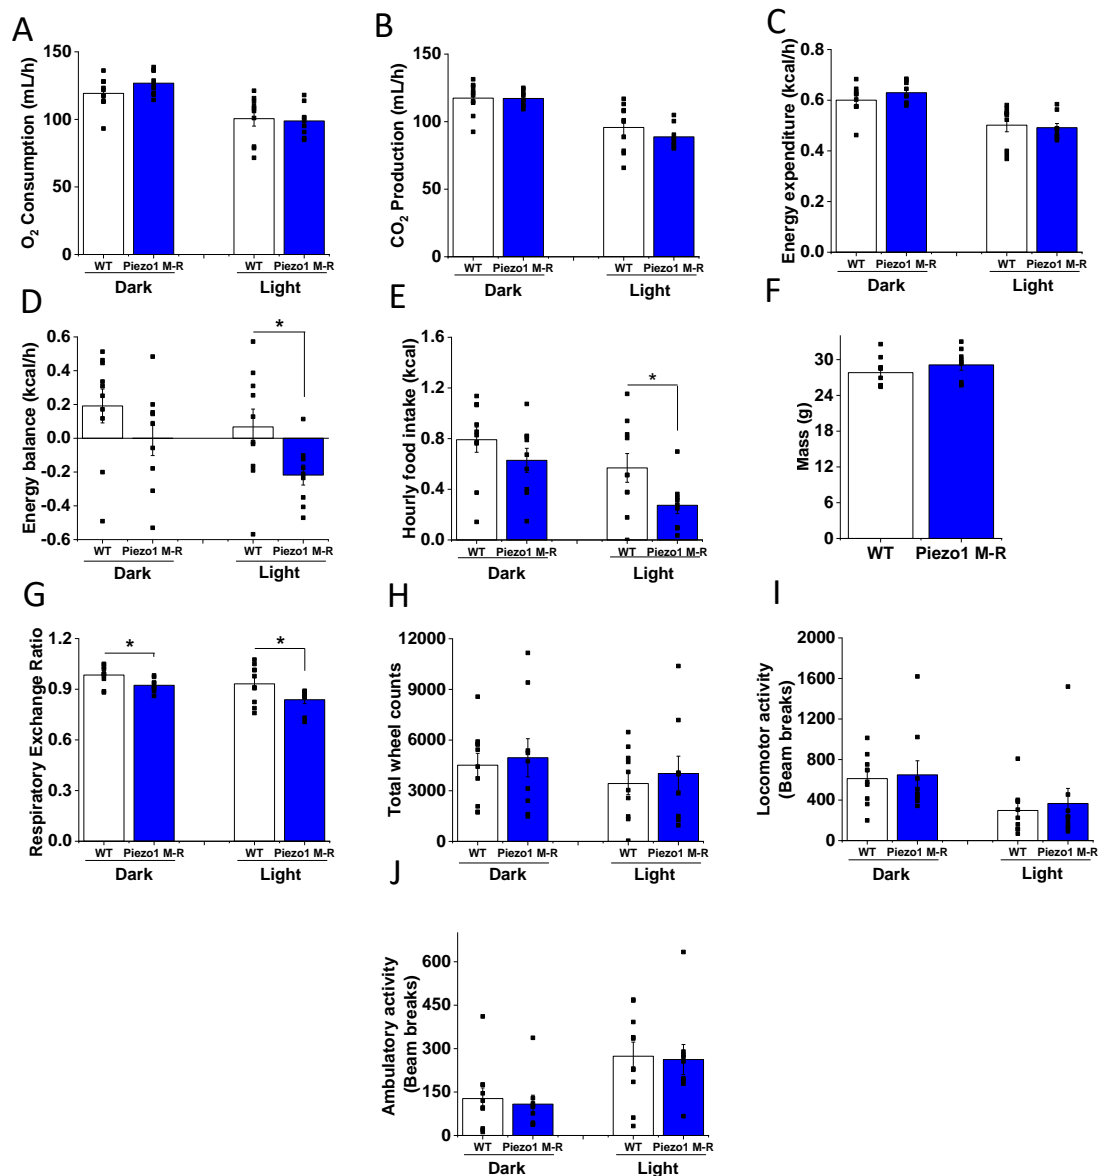 A
O2 Consumption (mL/h)
150
100
50
0
WT Piezo1 M-R WT Piezo1 M-R
Dark Light
B
CO2 Production (mL/h)
150
100
50
0
WT Piezo1 M-R WT Piezo1 M-R
Dark Light
C
Energy expenditure (kcal/h)
0.6
0.4
0.2
0.0
WT Piezo1 M-R WT Piezo1 M-R
Dark Light
D
Energy balance (kcal/h)
0.6
0.4
0.2
0.0
-0.2
-0.4
-0.6
*
WT Piezo1 M-R WT Piezo1 M-R
Dark Light
E
Hourly food intake (kcal)
1.6
1.2
0.8
0.4
0.0
*
WT Piezo1 M-R WT Piezo1 M-R
Dark Light
F
Mass (g)
30
24
18
12
6
0
WT Piezo1 M-R
G
Respiratory Exchange Ratio
1.2
0.9
0.6
0.3
0.0
* *
WT Piezo1 M-R WT Piezo1 M-R
Dark Light
H
Total wheel counts
12000
9000
6000
3000
0
WT Piezo1 M-R WT Piezo1 M-R
Dark Light
I
Locomotor activity
(Beam breaks)
2000
1600
1200
800
400
0
WT Piezo1 M-R WT Piezo1 M-R
Dark Light
J
Ambulatory activity
(Beam breaks)
600
450
300
150
0
WT Piezo1 M-R WT Piezo1 M-R
Dark Light